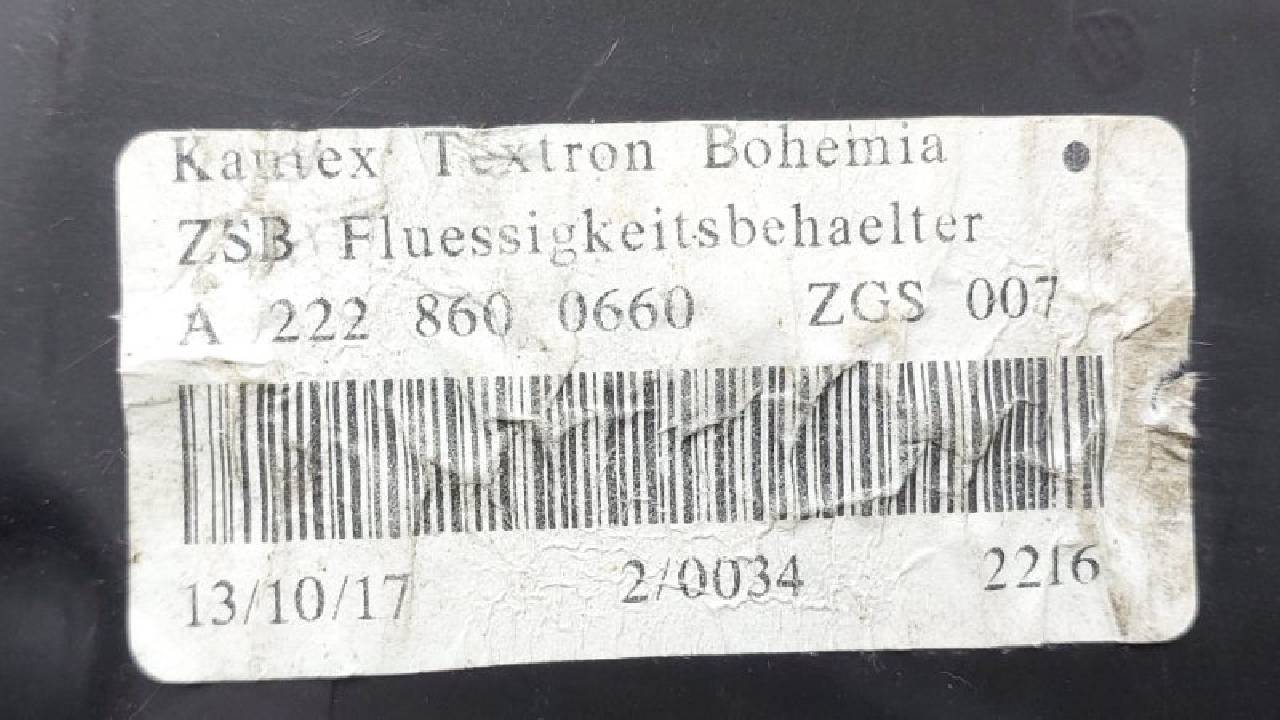 Kautex Textron Bohemia
ZSB Fluessigkeitsbehaelter
A 222 860 0660 ZGS 007
13/10/17 2/0034 2216